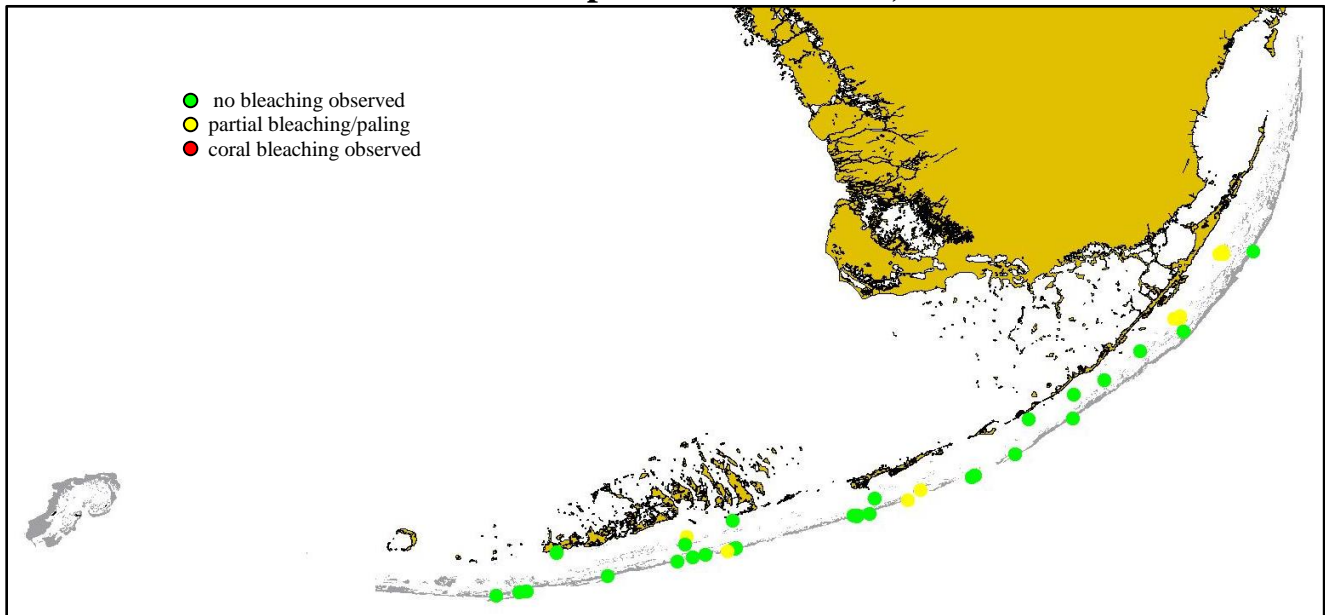 no bleaching observed
partial bleaching/paling
coral bleaching observed